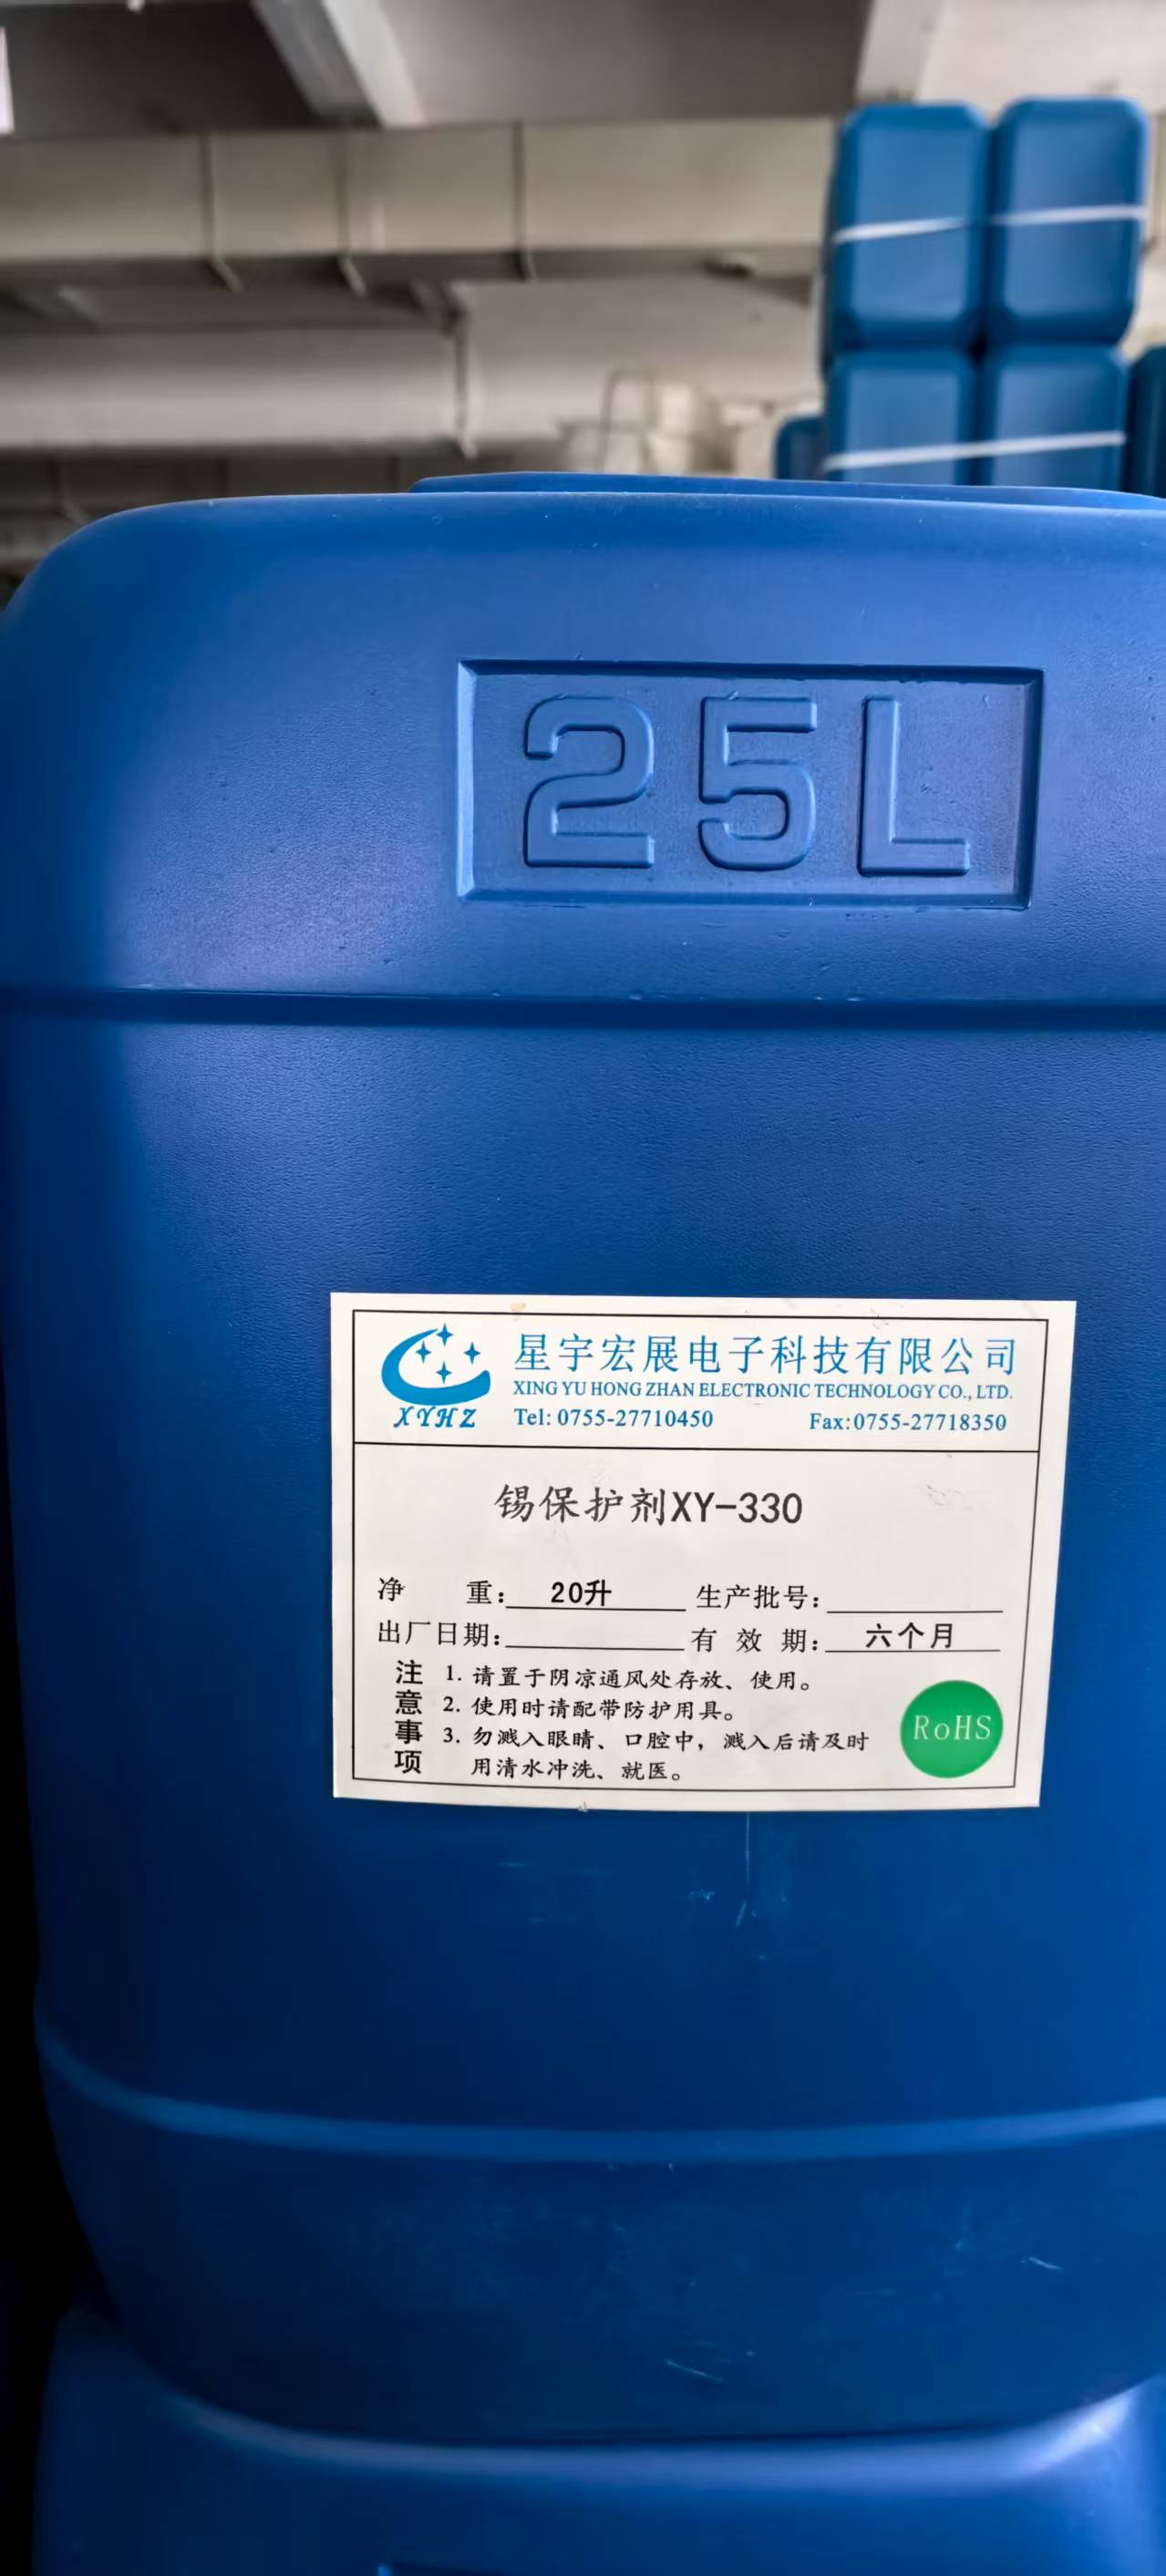 25L
星宇宏展电子科技有限公司
XING YU HONG ZHAN ELECTRONIC TECHNOLOGY CO., LTD.
XYHZ
Tel: 0755-27710450 Fax:0755-27718350
锡保护剂XY-330
净 重: 20升 生产批号:
出厂日期: 有 效 期: 六个月
注意事项
1. 请置于阴凉通风处存放、使用。
2. 使用时请配带防护用具。
3. 勿溅入眼睛、口腔中，溅入后请及时
用清水冲洗、就医。
RoHS